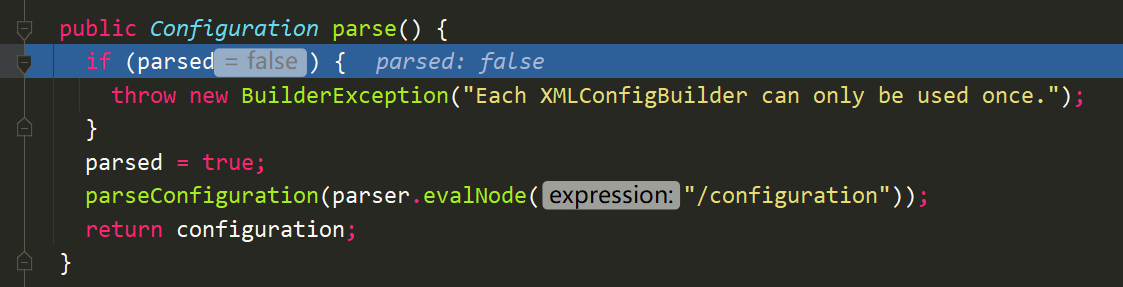 public Configuration parse() {
if (parsed = false ) { parsed: false
throw new BuilderException("Each XMLConfigBuilder can only be used once.");
}
parsed = true;
parseConfiguration(parser.evalNode( expression: "/configuration"));
return configuration;
}